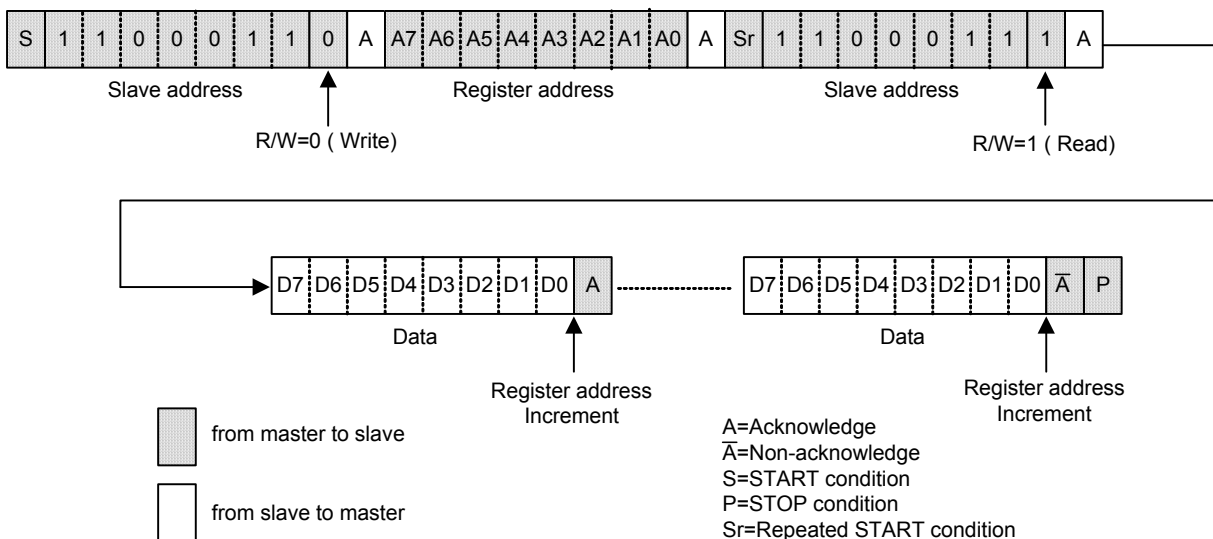 S 1 1 0 0 0 1 1 0 A A7 A6 A5 A4 A3 A2 A1 A0 A Sr 1 1 0 0 0 1 1 1 A
Slave address Register address Slave address
R/W=0 ( Write) R/W=1 ( Read)
D7 D6 D5 D4 D3 D2 D1 D0 A D7 D6 D5 D4 D3 D2 D1 D0 A̅ P
Data Data
Register address
Increment
Register address
Increment
from master to slave
from slave to master
A=Acknowledge
A̅=Non-acknowledge
S=START condition
P=STOP condition
Sr=Repeated START condition